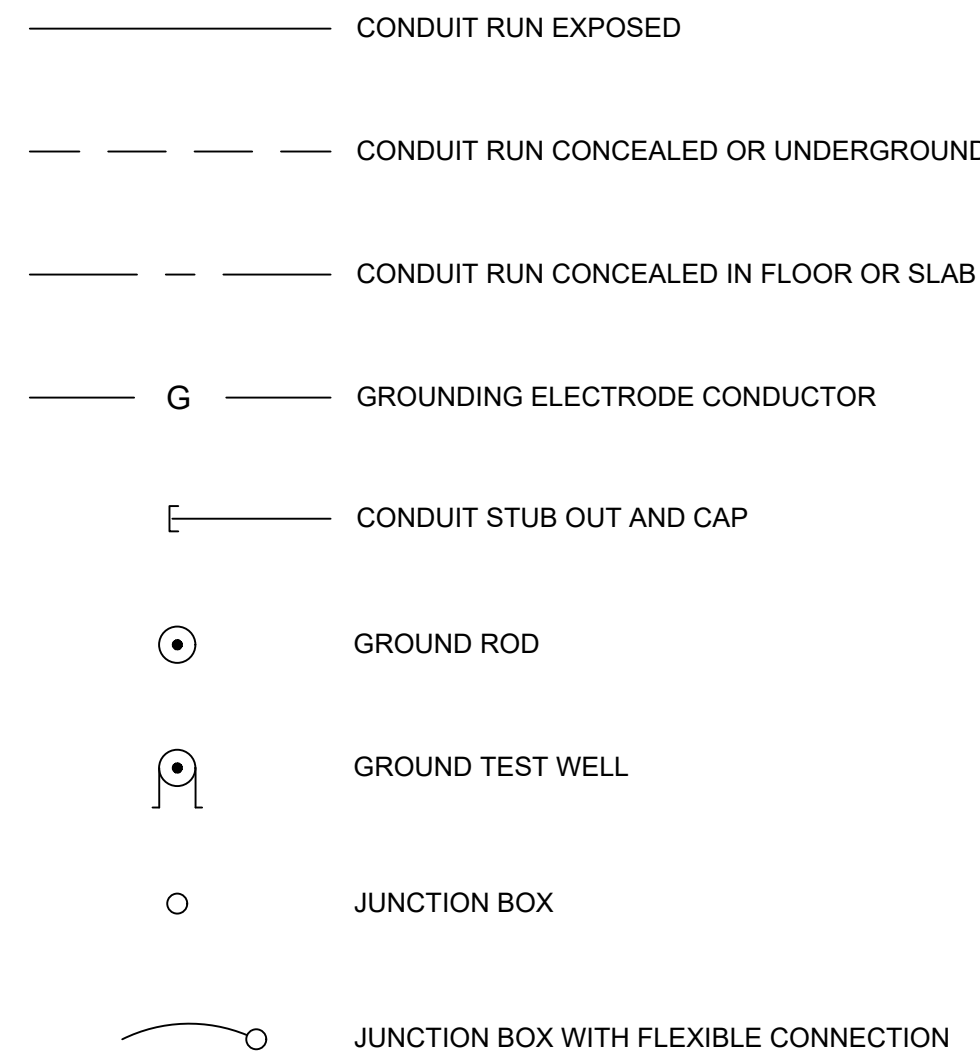 CONDUIT RUN EXPOSED
CONDUIT RUN CONCEALED OR UNDERGROUND
CONDUIT RUN CONCEALED IN FLOOR OR SLAB
G GROUNDING ELECTRODE CONDUCTOR
CONDUIT STUB OUT AND CAP
GROUND ROD
GROUND TEST WELL
JUNCTION BOX
JUNCTION BOX WITH FLEXIBLE CONNECTION